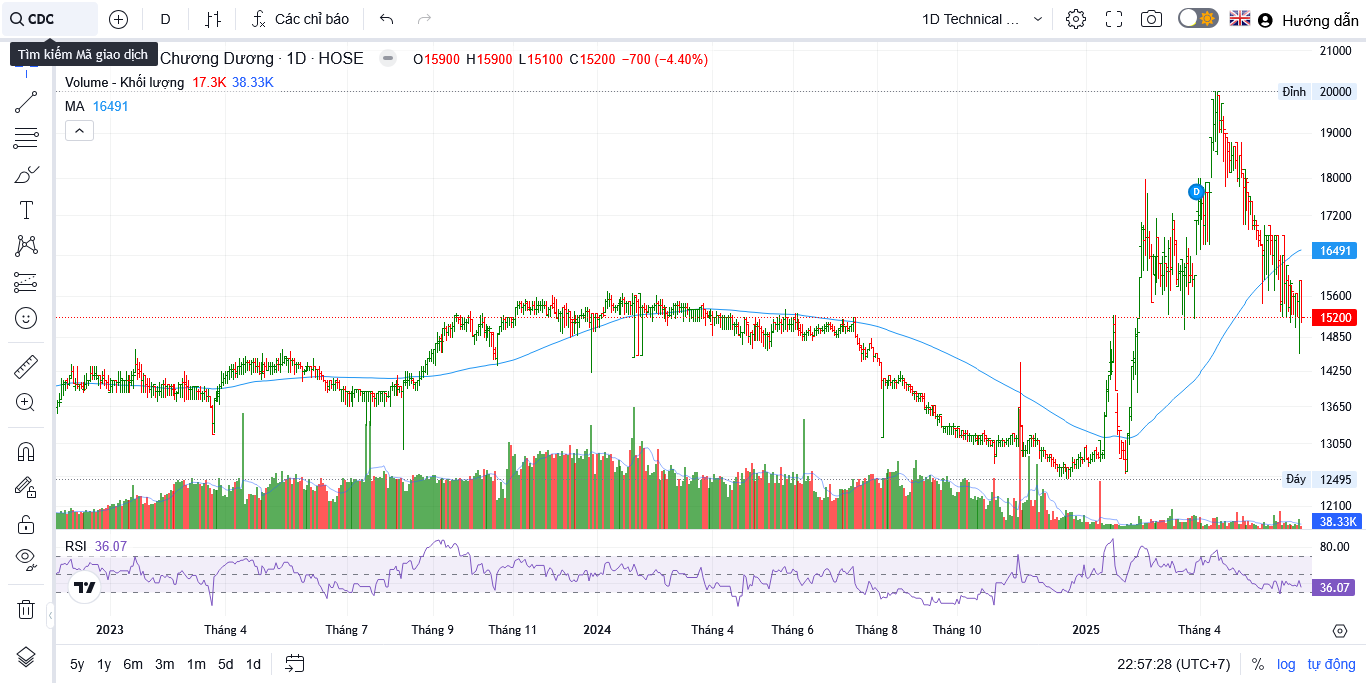 CDC
D
Các chỉ báo
1D Technical ...
Hướng dẫn
Tìm kiếm Mã giao dịch
Chương Dương · 1D · HOSE
O15900 H15900 L15100 C15200 −700 (−4.40%)
Volume - Khối lượng 17.3K 38.33K
MA 16491
21000
Đỉnh 20000
19000
18000
D
17200
16491
15600
15200
14850
14250
13650
13050
Đáy 12495
12100
38.33K
RSI 36.07
80.00
36.07
2023 Tháng 4 Tháng 7 Tháng 9 Tháng 11 2024 Tháng 4 Tháng 6 Tháng 8 Tháng 10 2025 Tháng 4
5y 1y 6m 3m 1m 5d 1d
22:57:28 (UTC+7) % log tự động